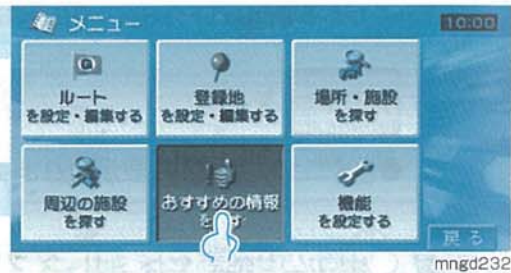 メニュー
10:00
ルート
を設定・編集する
登録地
を設定・編集する
場所・施設
を探す
周辺の施設
を探す
おすすめの情報
を す
機能
を設定する
戻る
mngd232